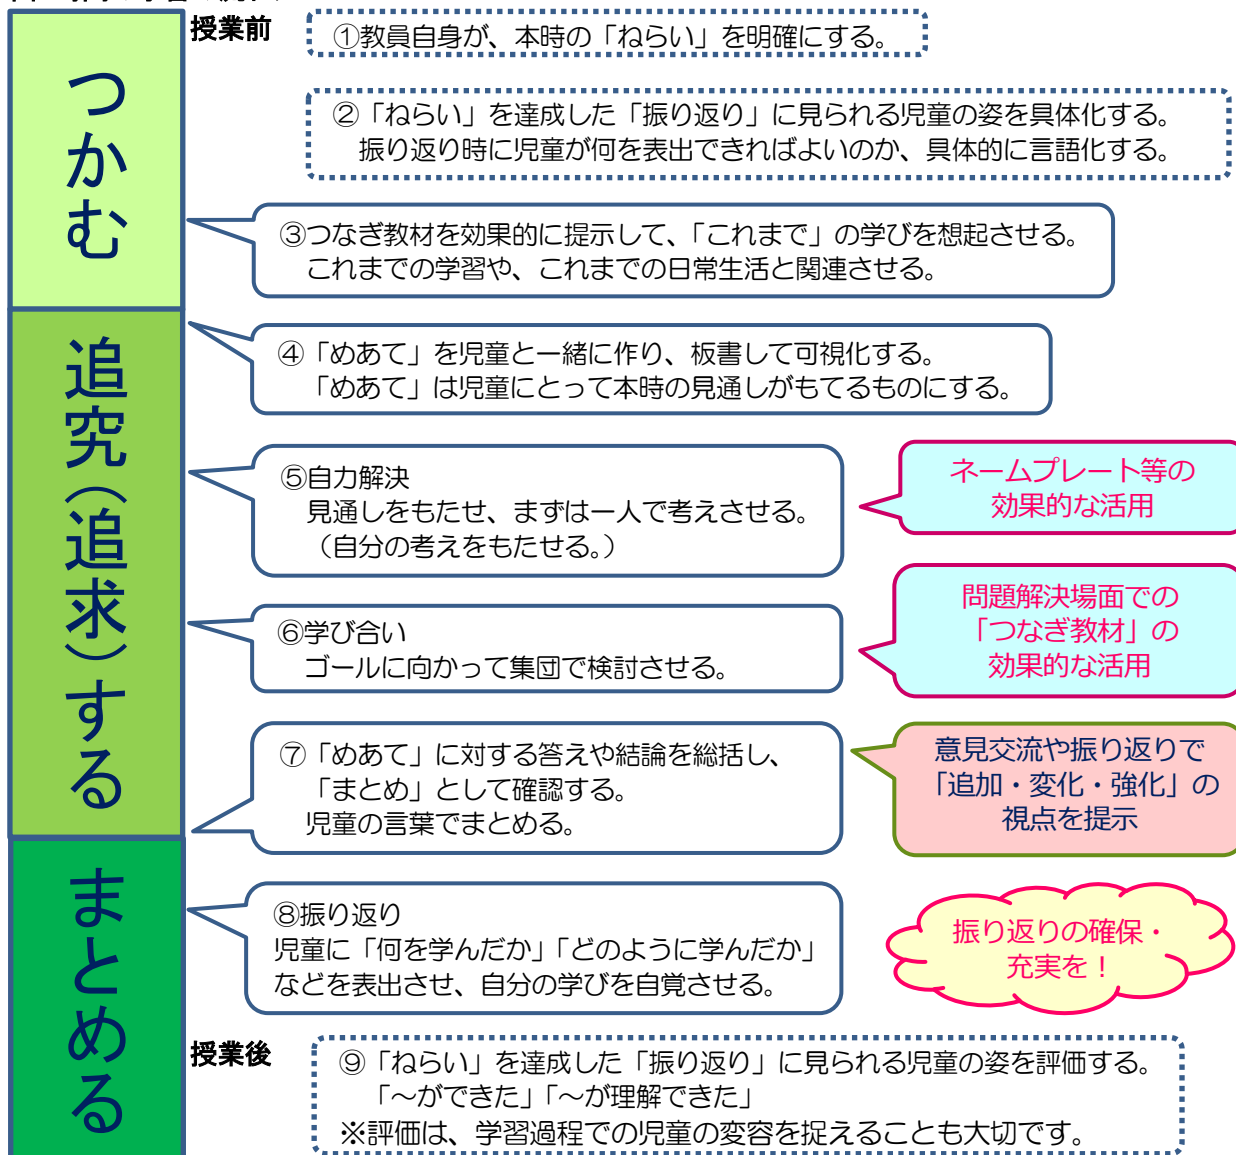 つかむ
授業前
①教員自身が、本時の「ねらい」を明確にする。
②「ねらい」を達成した「振り返り」に見られる児童の姿を具体化する。
振り返り時に児童が何を表出できればよいのか、具体的に言語化する。
③つなぎ教材を効果的に提示して、「これまで」の学びを想起させる。
これまでの学習や、これまでの日常生活と関連させる。
追究（追求）する
④「めあて」を児童と一緒に作り、板書して可視化する。
「めあて」は児童にとって本時の見通しがもてるものにする。
⑤自力解決
見通しをもたせ、まずは一人で考えさせる。
（自分の考えをもたせる。）
ネームプレート等の
効果的な活用
⑥学び合い
ゴールに向かって集団で検討させる。
問題解決場面での
「つなぎ教材」の
効果的な活用
⑦「めあて」に対する答えや結論を総括し、
「まとめ」として確認する。
児童の言葉でまとめる。
意見交流や振り返りで
「追加・変化・強化」の
視点を提示
まとめる
⑧振り返り
児童に「何を学んだか」「どのように学んだか」
などを表出させ、自分の学びを自覚させる。
振り返りの確保・
充実を！
授業後
⑨「ねらい」を達成した「振り返り」に見られる児童の姿を評価する。
「～ができた」「～が理解できた」
※評価は、学習過程での児童の変容を捉えることも大切です。